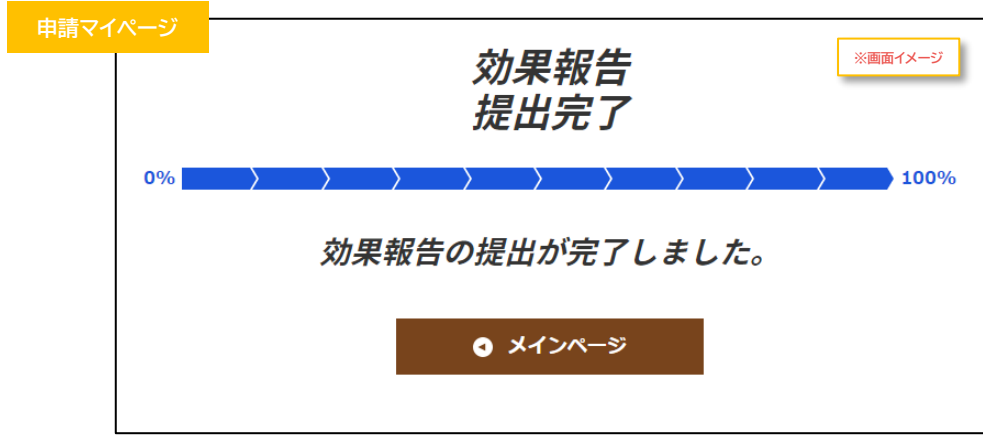 申請マイページ
※画面イメージ
効果報告
提出完了
0% 100%
効果報告の提出が完了しました。
メインページ